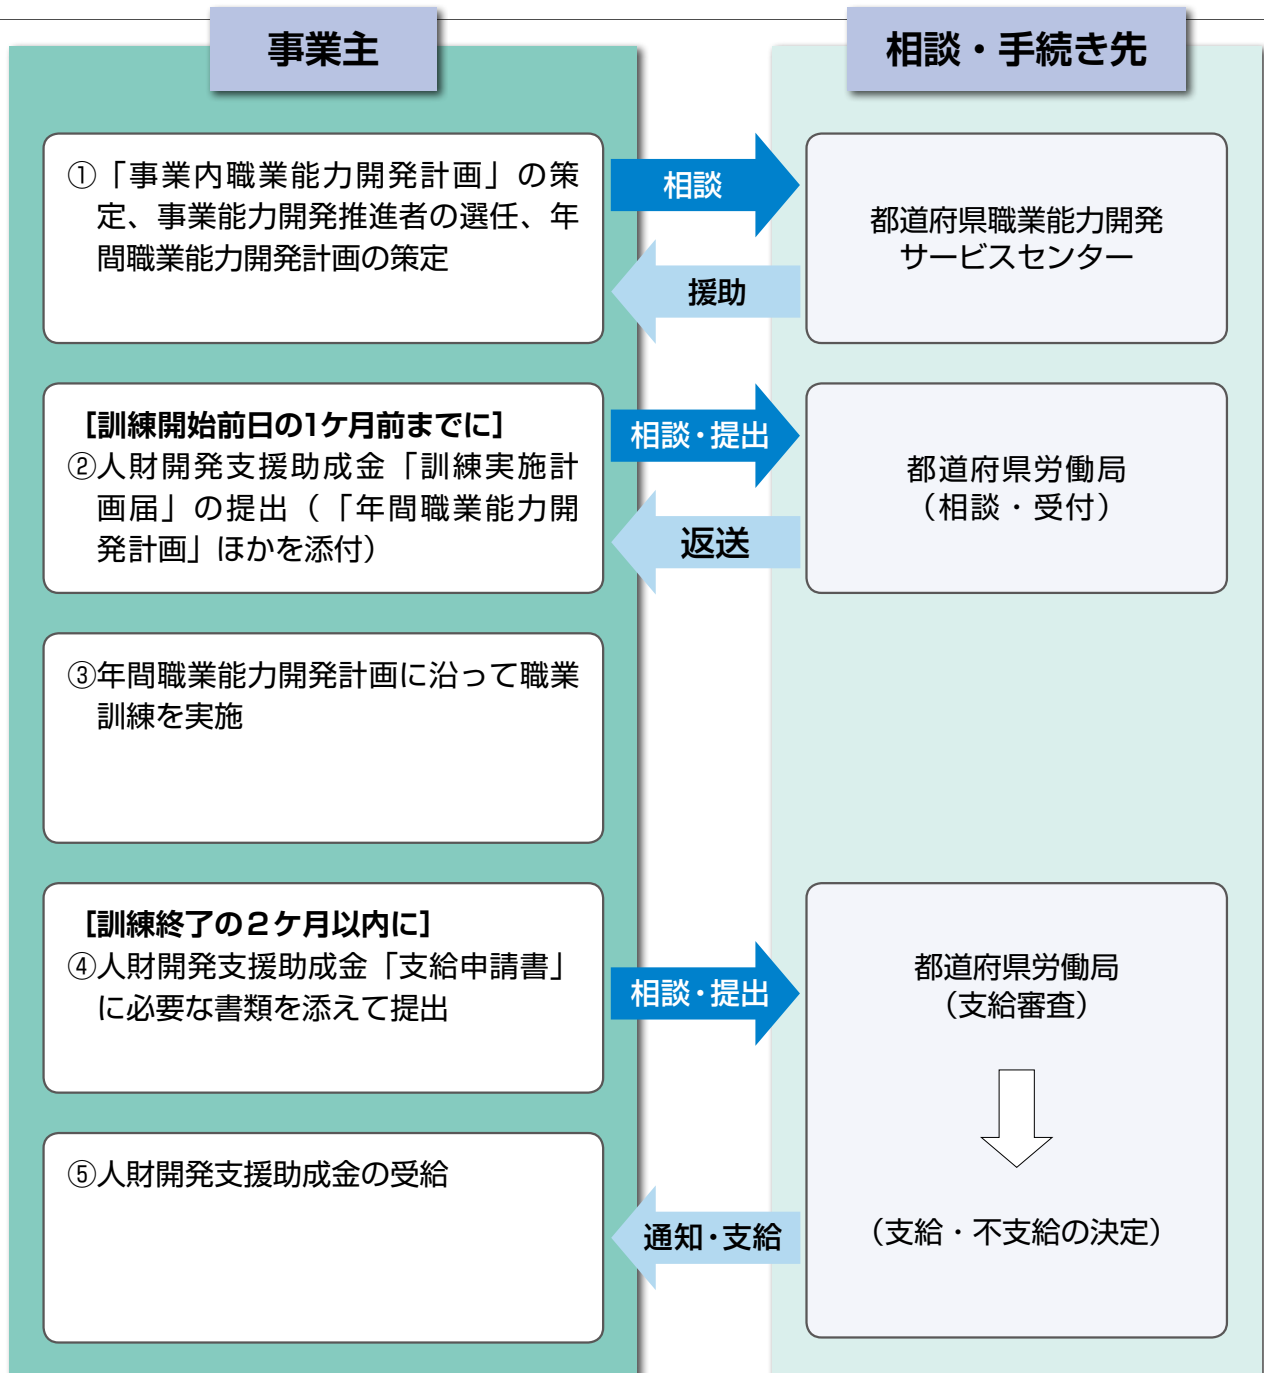 事業主
相談・手続き先
①「事業内職業能力開発計画」の策
定、事業能力開発推進者の選任、年
間職業能力開発計画の策定
相談
援助
都道府県職業能力開発
サービスセンター
［訓練開始前日の1ケ月前までに］
②人財開発支援助成金「訓練実施計
画届」の提出（「年間職業能力開
発計画」ほかを添付）
相談・提出
返送
都道府県労働局
（相談・受付）
③年間職業能力開発計画に沿って職業
訓練を実施
［訓練終了の２ケ月以内に］
④人財開発支援助成金「支給申請書」
に必要な書類を添えて提出
相談・提出
都道府県労働局
（支給審査）
⑤人財開発支援助成金の受給
通知・支給
（支給・不支給の決定）